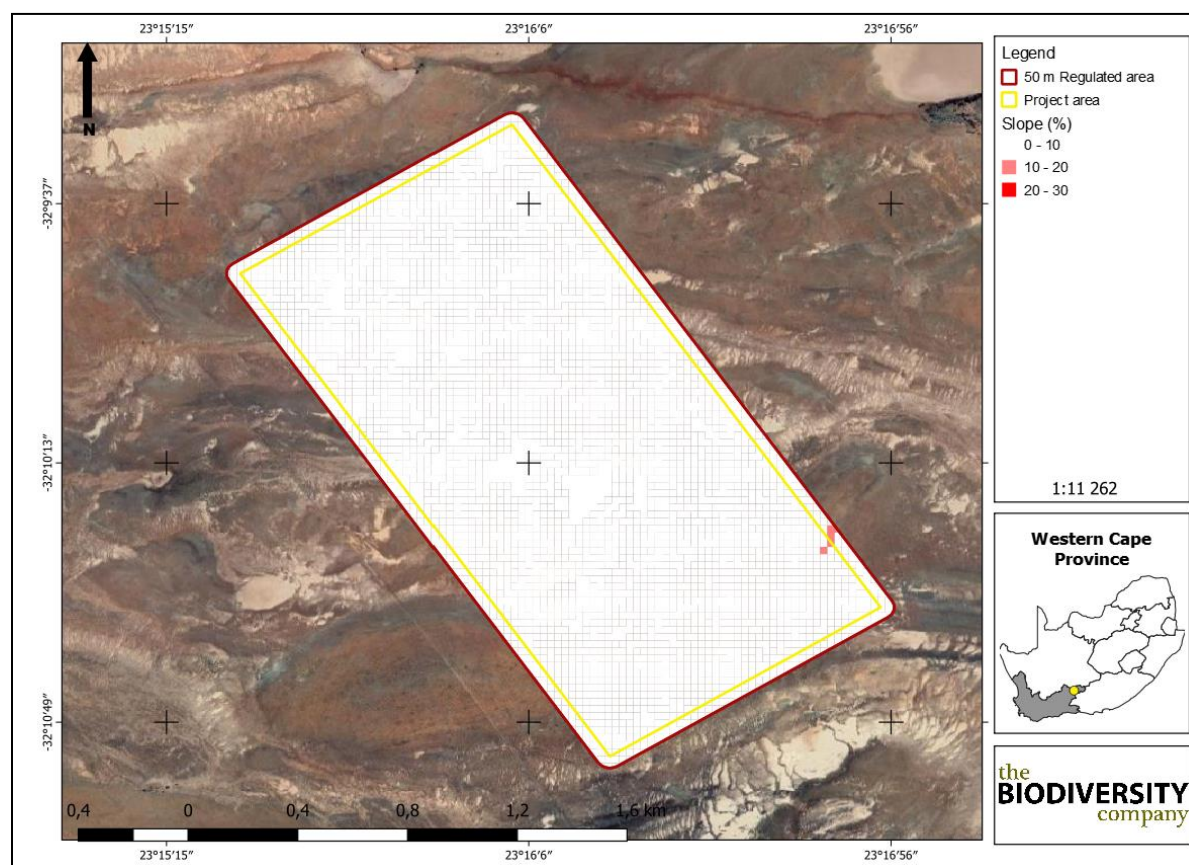 23°15'15" 23°16'6" 23°16'56"
-32°9'37"
-32°10'13"
-32°10'49"
N
0,4 0 0,4 0,8 1,2 1,6 km
23°15'15" 23°16'6" 23°16'56"
Legend
50 m Regulated area
Project area
Slope (%)
0 - 10
10 - 20
20 - 30
1:11 262
Western Cape
Province
the
BIODIVERSITY
company